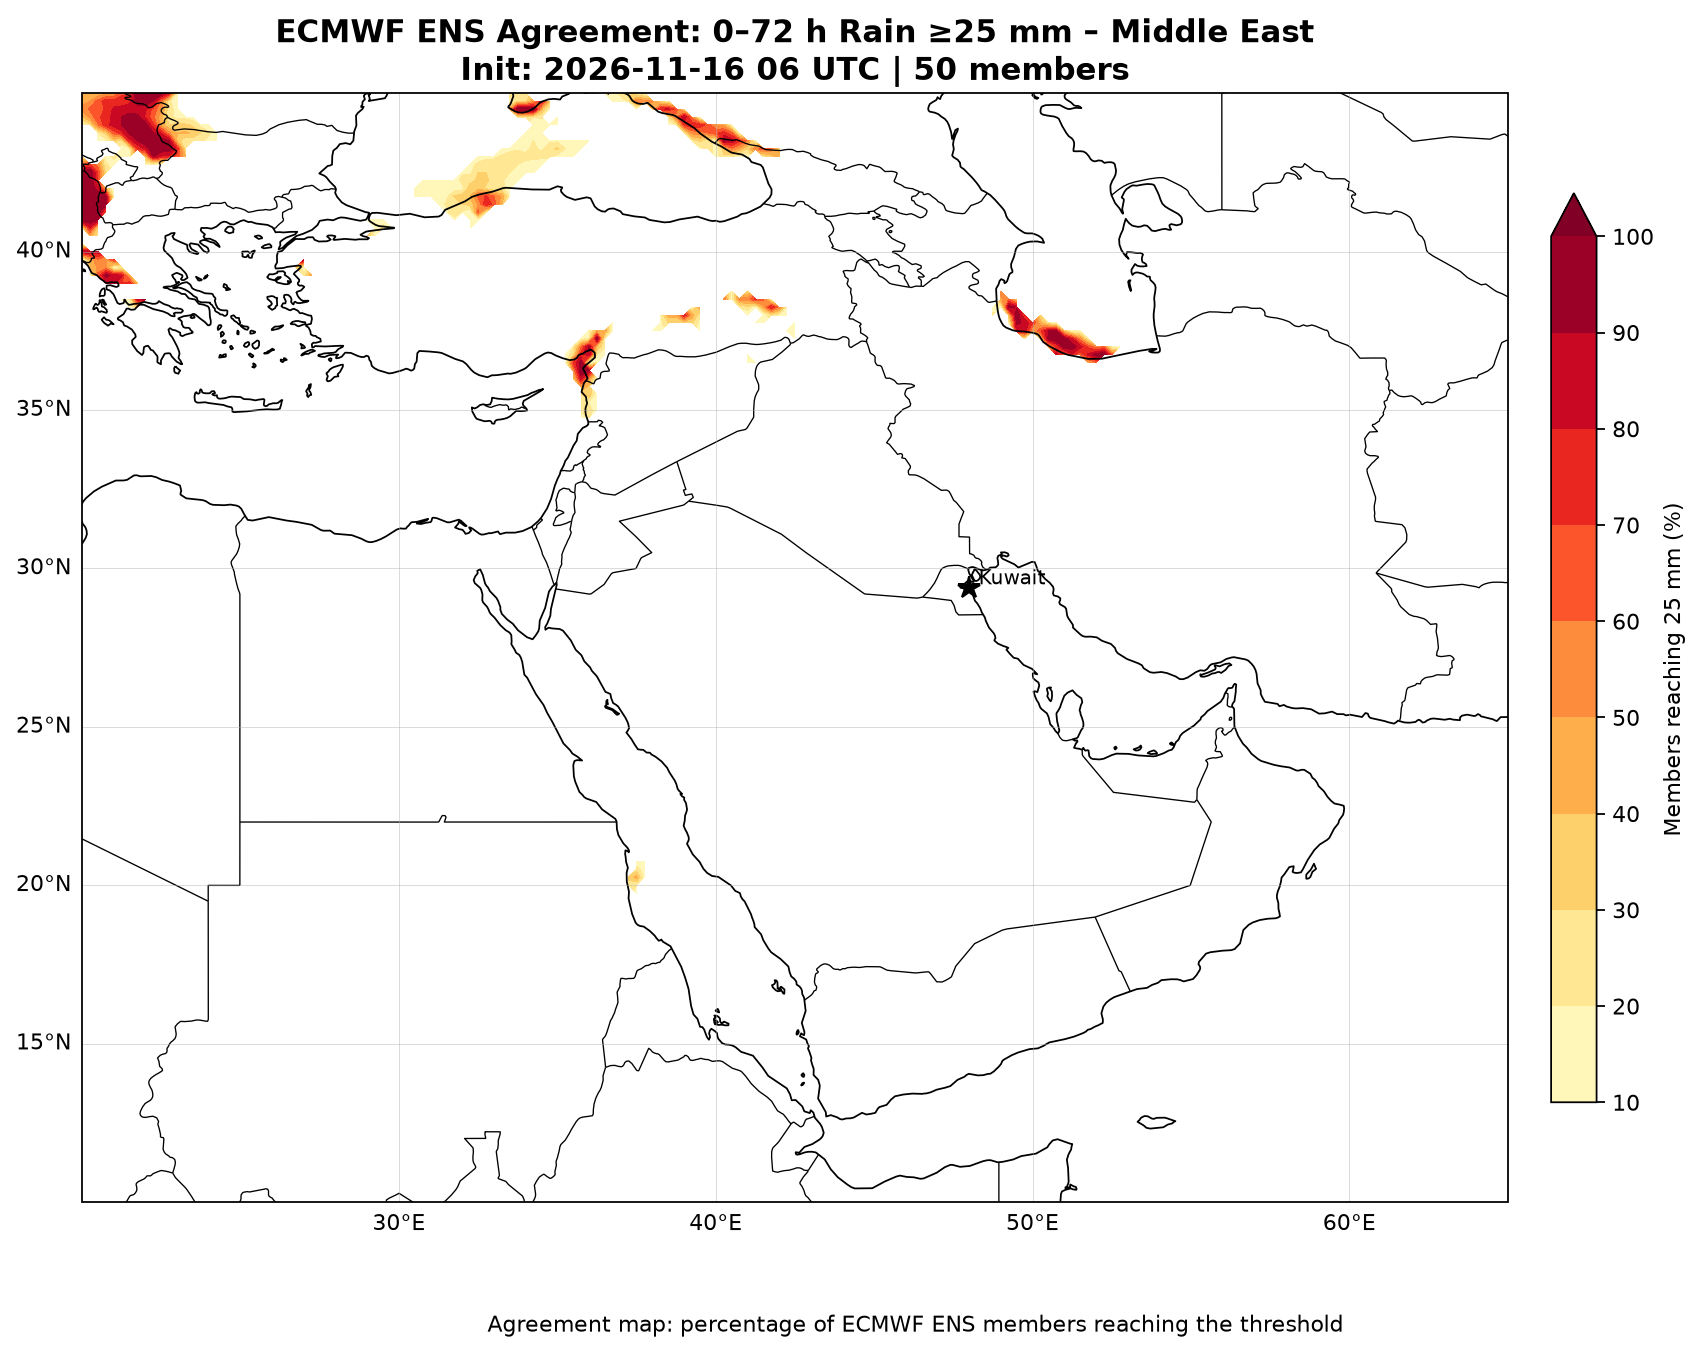 ECMWF ENS Agreement: 0–72 h Rain ≥25 mm – Middle East
Init: 2026-11-16 06 UTC | 50 members
40°N
35°N
30°N
25°N
20°N
15°N
30°E
40°E
50°E
60°E
Kuwait
100
90
80
70
60
50
40
30
20
10
Members reaching 25 mm (%)
Agreement map: percentage of ECMWF ENS members reaching the threshold